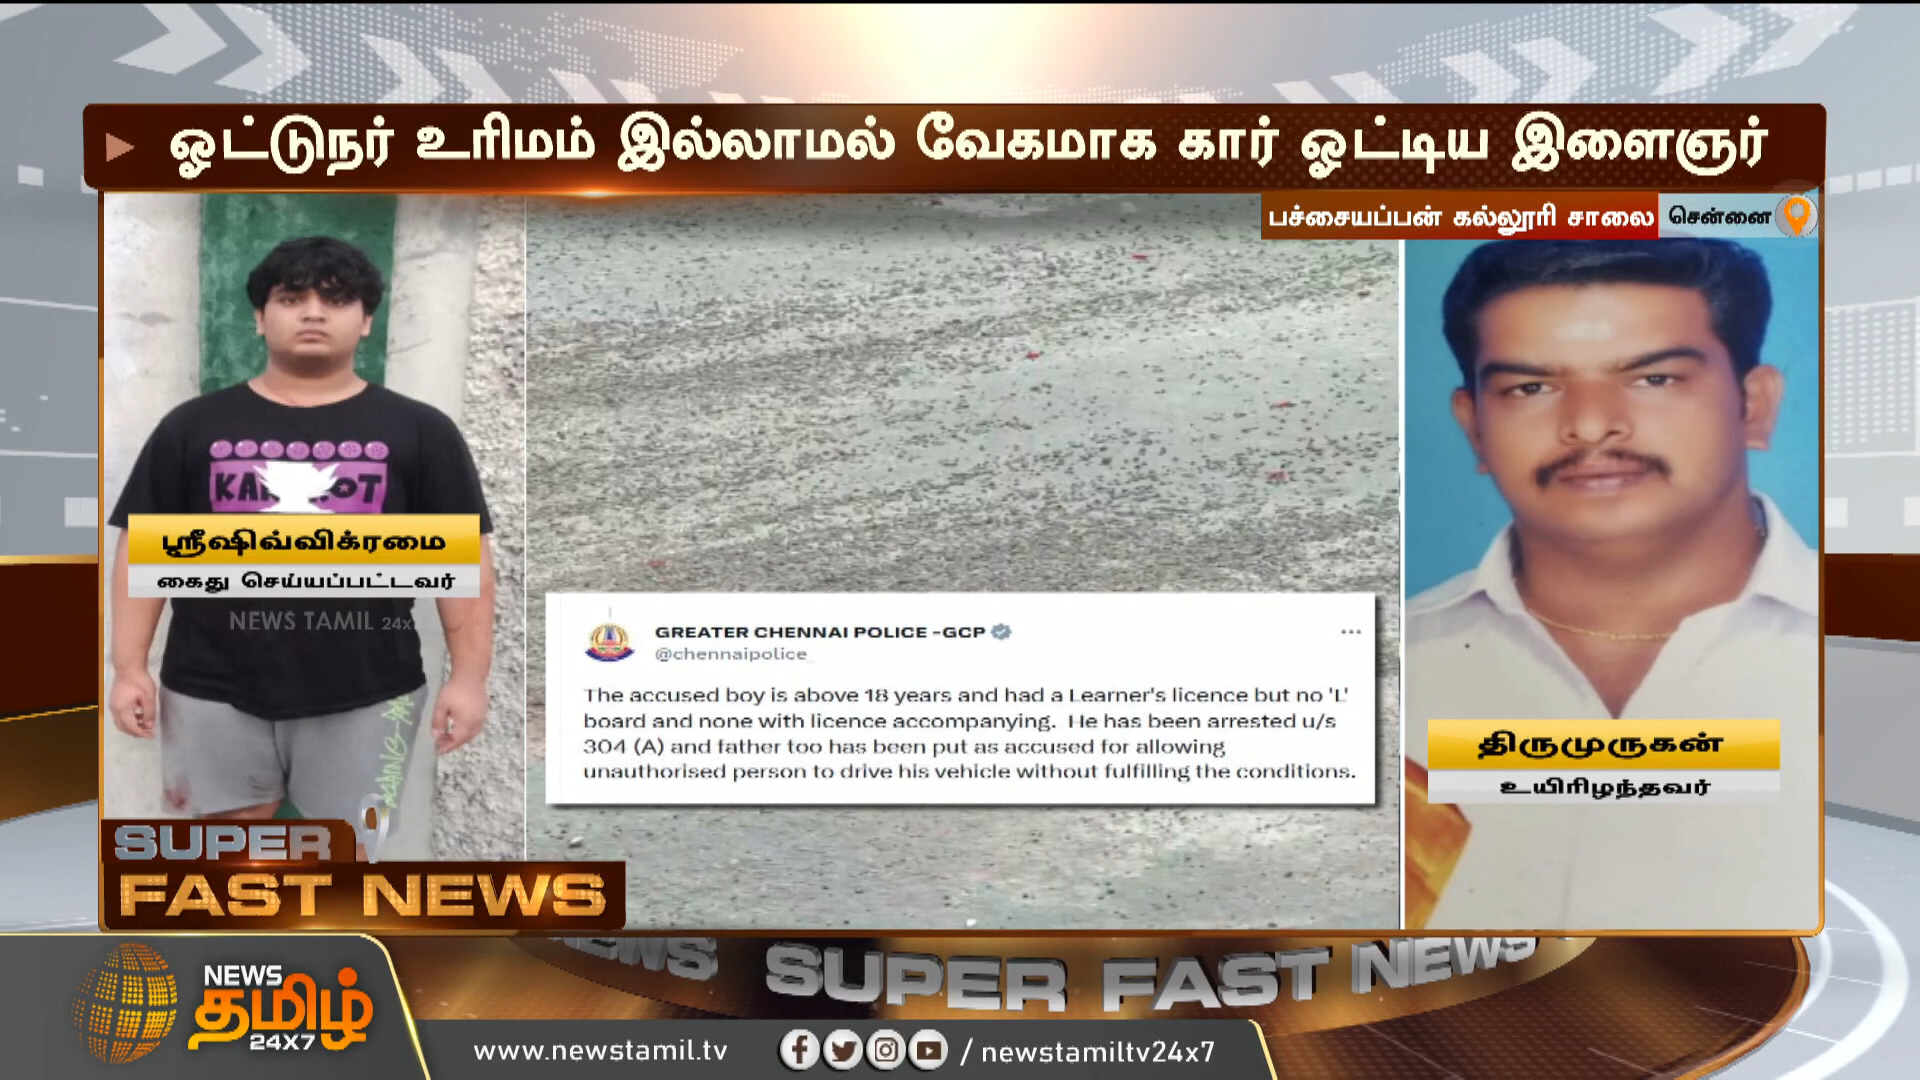 ஓட்டுநர் உரிமம் இல்லாமல் வேகமாக கார் ஓட்டிய இளைஞர்
பச்சையப்பன் கல்லூரி சாலை சென்னை
ஸ்ரீஷிவ்விக்ரமை
கைது செய்யப்பட்டவர்
NEWS TAMIL 24x7
GREATER CHENNAI POLICE -GCP
@chennaipolice_
The accused boy is above 18 years and had a Learner's licence but no 'L'
board and none with licence accompanying. He has been arrested u/s
304 (A) and father too has been put as accused for allowing
unauthorised person to drive his vehicle without fulfilling the conditions.
திருமுருகன்
உயிரிழந்தவர்
SUPER
FAST NEWS
NEWS SUPER FAST NEWS
NEWS
தமிழ்
24X7
www.newstamil.tv
/ newstamiltv24x7